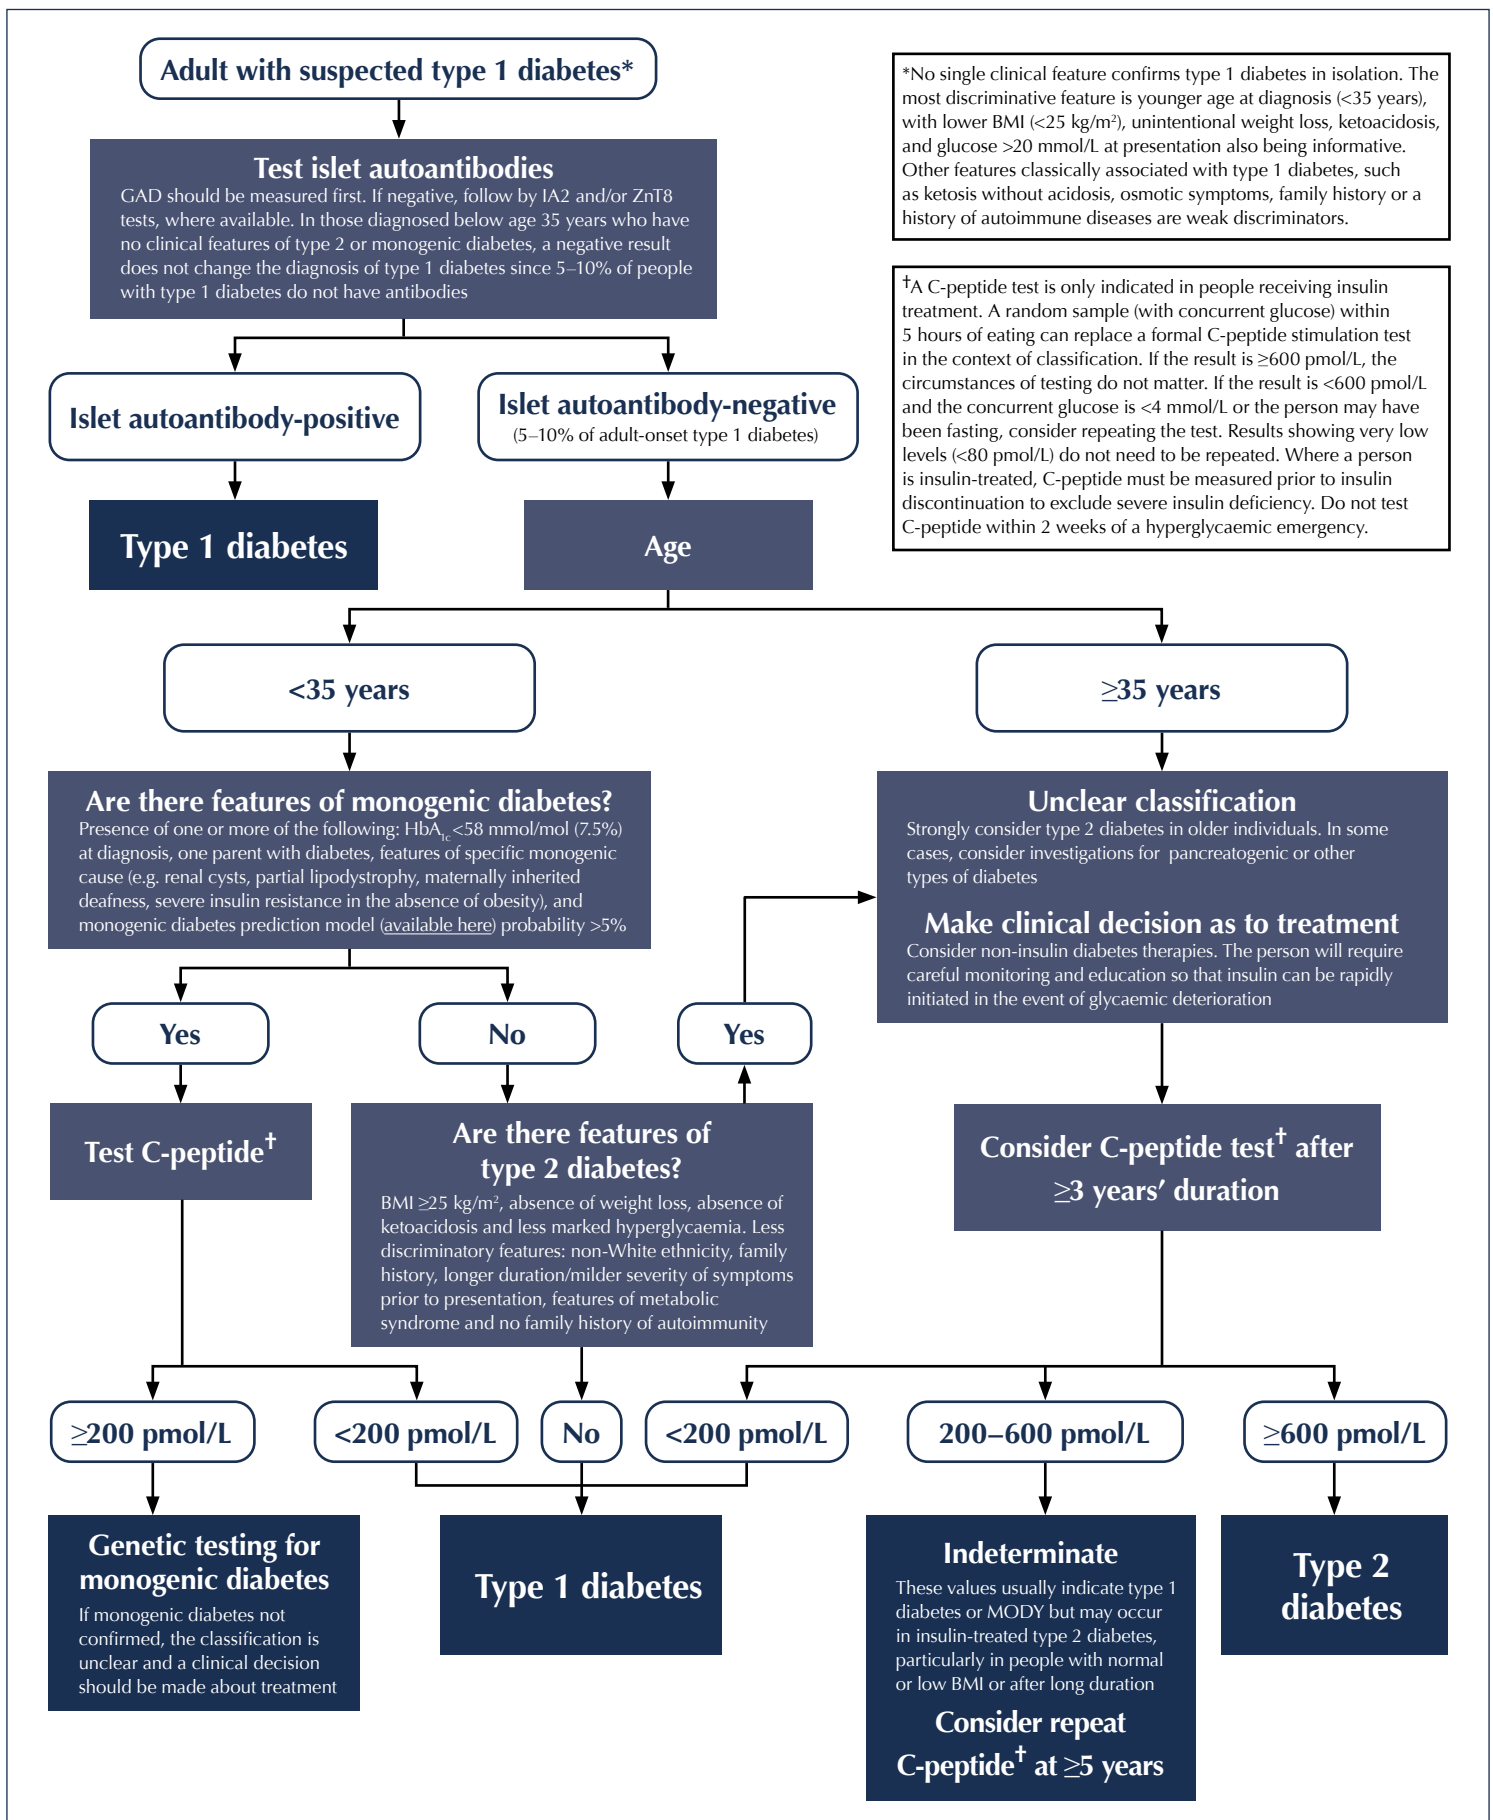 Adult with suspected type 1 diabetes*
*No single clinical feature confirms type 1 diabetes in isolation. The
most discriminative feature is younger age at diagnosis (<35 years),
with lower BMI (<25 kg/m²), unintentional weight loss, ketoacidosis,
and glucose >20 mmol/L at presentation also being informative.
Other features classically associated with type 1 diabetes, such
as ketosis without acidosis, osmotic symptoms, family history or a
history of autoimmune diseases are weak discriminators.
Test islet autoantibodies
GAD should be measured first. If negative, follow by IA2 and/or ZnT8
tests, where available. In those diagnosed below age 35 years who have
no clinical features of type 2 or monogenic diabetes, a negative result
does not change the diagnosis of type 1 diabetes since 5–10% of people
with type 1 diabetes do not have antibodies
†A C-peptide test is only indicated in people receiving insulin
treatment. A random sample (with concurrent glucose) within
5 hours of eating can replace a formal C-peptide stimulation test
in the context of classification. If the result is ≥600 pmol/L, the
circumstances of testing do not matter. If the result is <600 pmol/L
and the concurrent glucose is <4 mmol/L or the person may have
been fasting, consider repeating the test. Results showing very low
levels (<80 pmol/L) do not need to be repeated. Where a person
is insulin-treated, C-peptide must be measured prior to insulin
discontinuation to exclude severe insulin deficiency. Do not test
C-peptide within 2 weeks of a hyperglycaemic emergency.
Islet autoantibody-positive
Islet autoantibody-negative
(5–10% of adult-onset type 1 diabetes)
Type 1 diabetes
Age
<35 years
≥35 years
Are there features of monogenic diabetes?
Presence of one or more of the following: HbA1c <58 mmol/mol (7.5%)
at diagnosis, one parent with diabetes, features of specific monogenic
cause (e.g. renal cysts, partial lipodystrophy, maternally inherited
deafness, severe insulin resistance in the absence of obesity), and
monogenic diabetes prediction model (available here) probability >5%
Unclear classification
Strongly consider type 2 diabetes in older individuals. In some
cases, consider investigations for pancreatogenic or other
types of diabetes
Make clinical decision as to treatment
Consider non-insulin diabetes therapies. The person will require
careful monitoring and education so that insulin can be rapidly
initiated in the event of glycaemic deterioration
Yes
No
Yes
Test C-peptide†
Are there features of
type 2 diabetes?
BMI ≥25 kg/m², absence of weight loss, absence of
ketoacidosis and less marked hyperglycaemia. Less
discriminatory features: non-White ethnicity, family
history, longer duration/milder severity of symptoms
prior to presentation, features of metabolic
syndrome and no family history of autoimmunity
Consider C-peptide test† after
≥3 years' duration
≥200 pmol/L
<200 pmol/L
No
<200 pmol/L
200–600 pmol/L
≥600 pmol/L
Genetic testing for
monogenic diabetes
If monogenic diabetes not
confirmed, the classification is
unclear and a clinical decision
should be made about treatment
Type 1 diabetes
Indeterminate
These values usually indicate type 1
diabetes or MODY but may occur
in insulin-treated type 2 diabetes,
particularly in people with normal
or low BMI or after long duration
Consider repeat
C-peptide† at ≥5 years
Type 2
diabetes